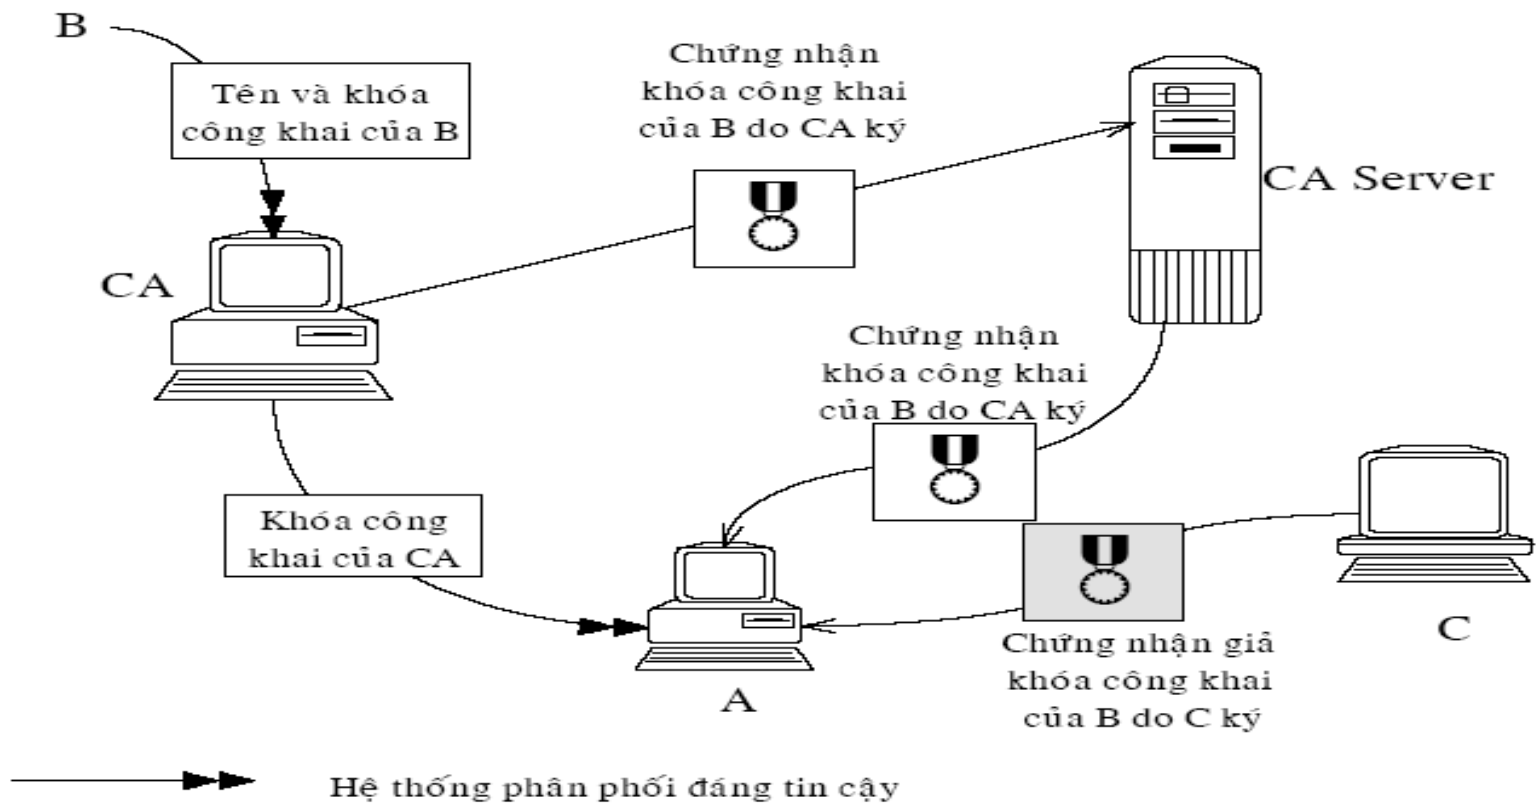 B
Tên và khóa
công khai của B
Chứng nhận
khóa công khai
của B do CA ký
CA Server
CA
Chứng nhận
khóa công khai
của B do CA ký
Khóa công
khai của CA
A
C
Chứng nhận giả
khóa công khai
của B do C ký
Hệ thống phân phối đáng tin cậy